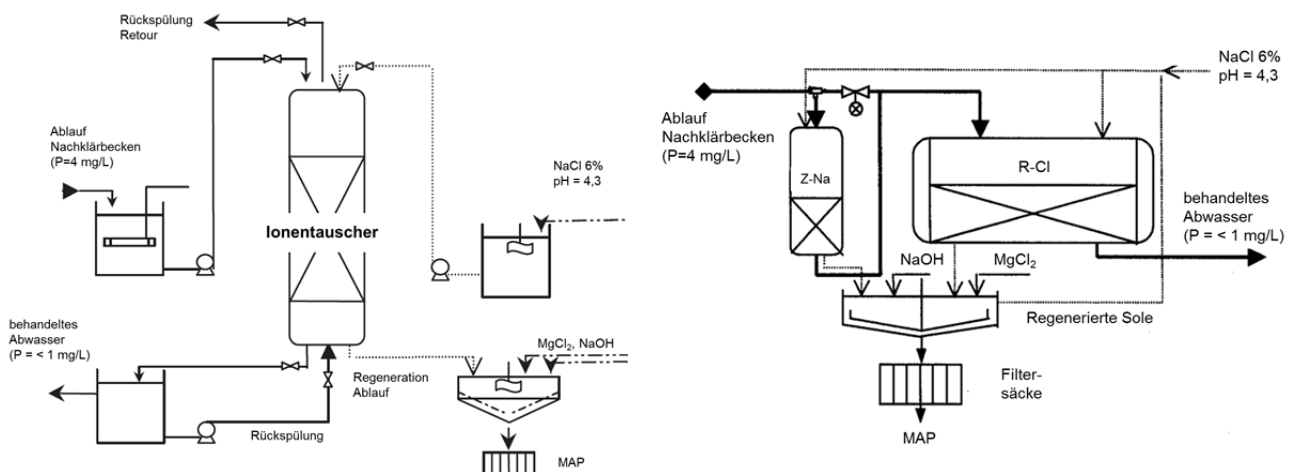 Rückspülung
Retour
Ablauf
Nachklärbecken
(P=4 mg/L)
NaCl 6%
pH = 4,3
Ionentauscher
behandeltes
Abwasser
(P = < 1 mg/L)
MgCl₂, NaOH
Regeneration
Ablauf
Rückspülung
MAP
NaCl 6%
pH = 4,3
Ablauf
Nachklärbecken
(P=4 mg/L)
Z-Na
R-Cl
behandeltes
Abwasser
(P = < 1 mg/L)
NaOH
MgCl₂
Regenerierte Sole
Filter-
säcke
MAP